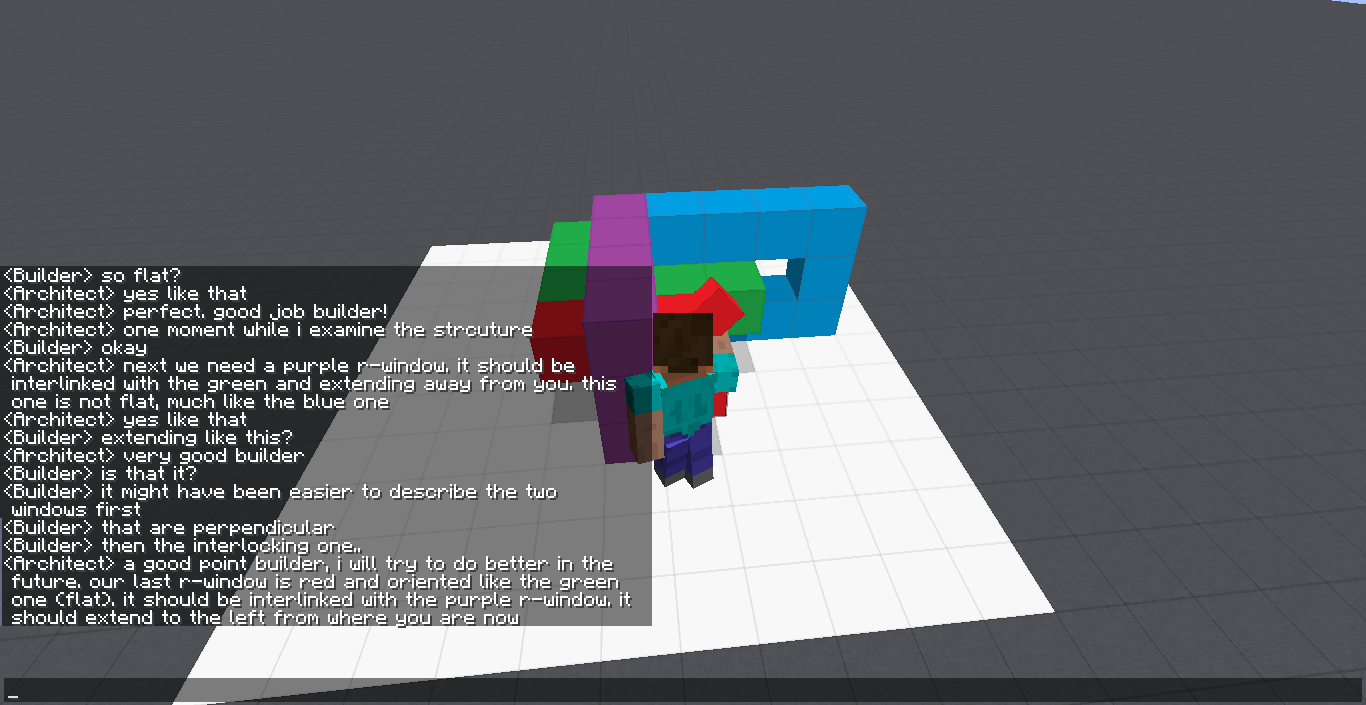 <Builder> so flat?
<Architect> yes like that
<Architect> perfect. good job builder!
<Architect> one moment while i examine the strcuture
<Builder> okay
<Architect> next we need a purple r-window. it should be
interlinked with the green and extending away from you. this
one is not flat, much like the blue one
<Architect> yes like that
<Builder> extending like this?
<Architect> very good builder
<Builder> is that it?
<Builder> it might have been easier to describe the two
windows first
<Builder> that are perpendicular
<Builder> then the interlocking one..
<Architect> a good point builder, i will try to do better in the
future. our last r-window is red and oriented like the green
one (flat). it should be interlinked with the purple r-window. it
should extend to the left from where you are now
_